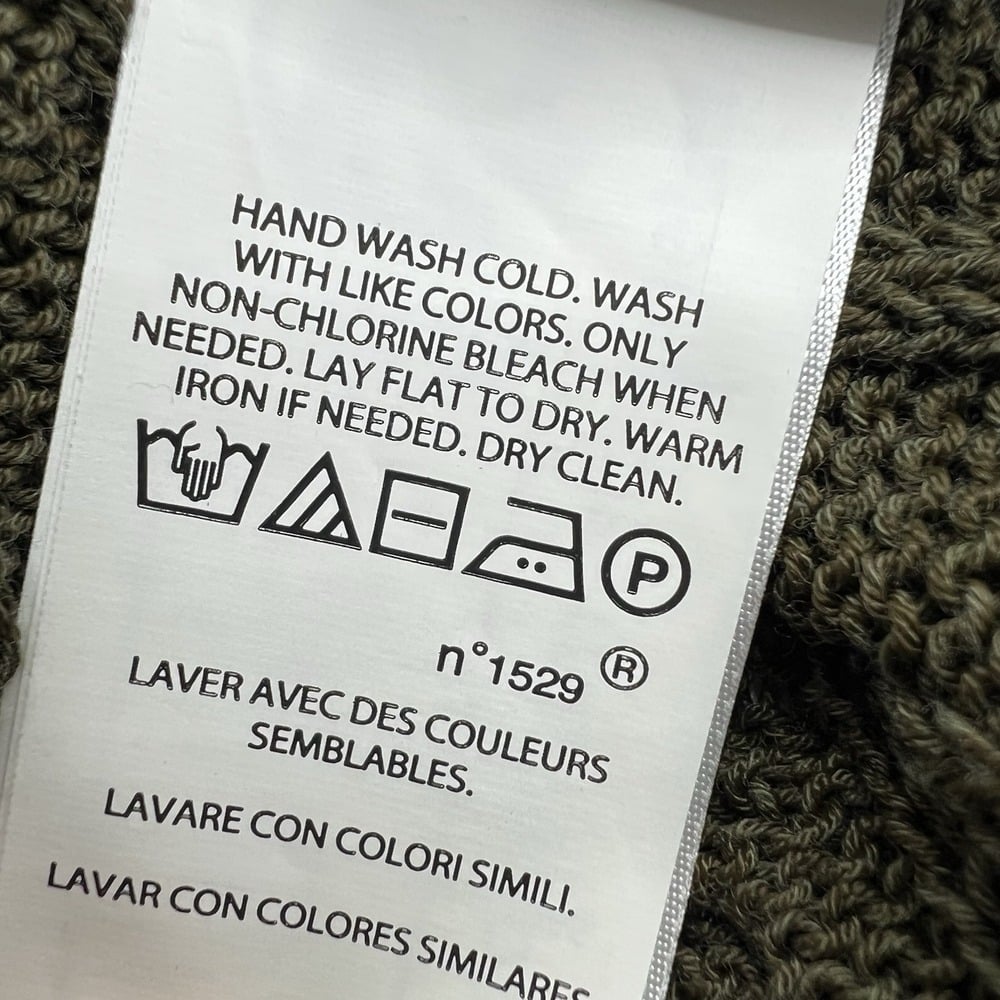 HAND WASH COLD. WASH
WITH LIKE COLORS. ONLY
NON-CHLORINE BLEACH WHEN
NEEDED. LAY FLAT TO DRY. WARM
IRON IF NEEDED. DRY CLEAN.
P
n°1529 ®
LAVER AVEC DES COULEURS
SEMBLABLES.
LAVARE CON COLORI SIMILI.
LAVAR CON COLORES SIMILARES